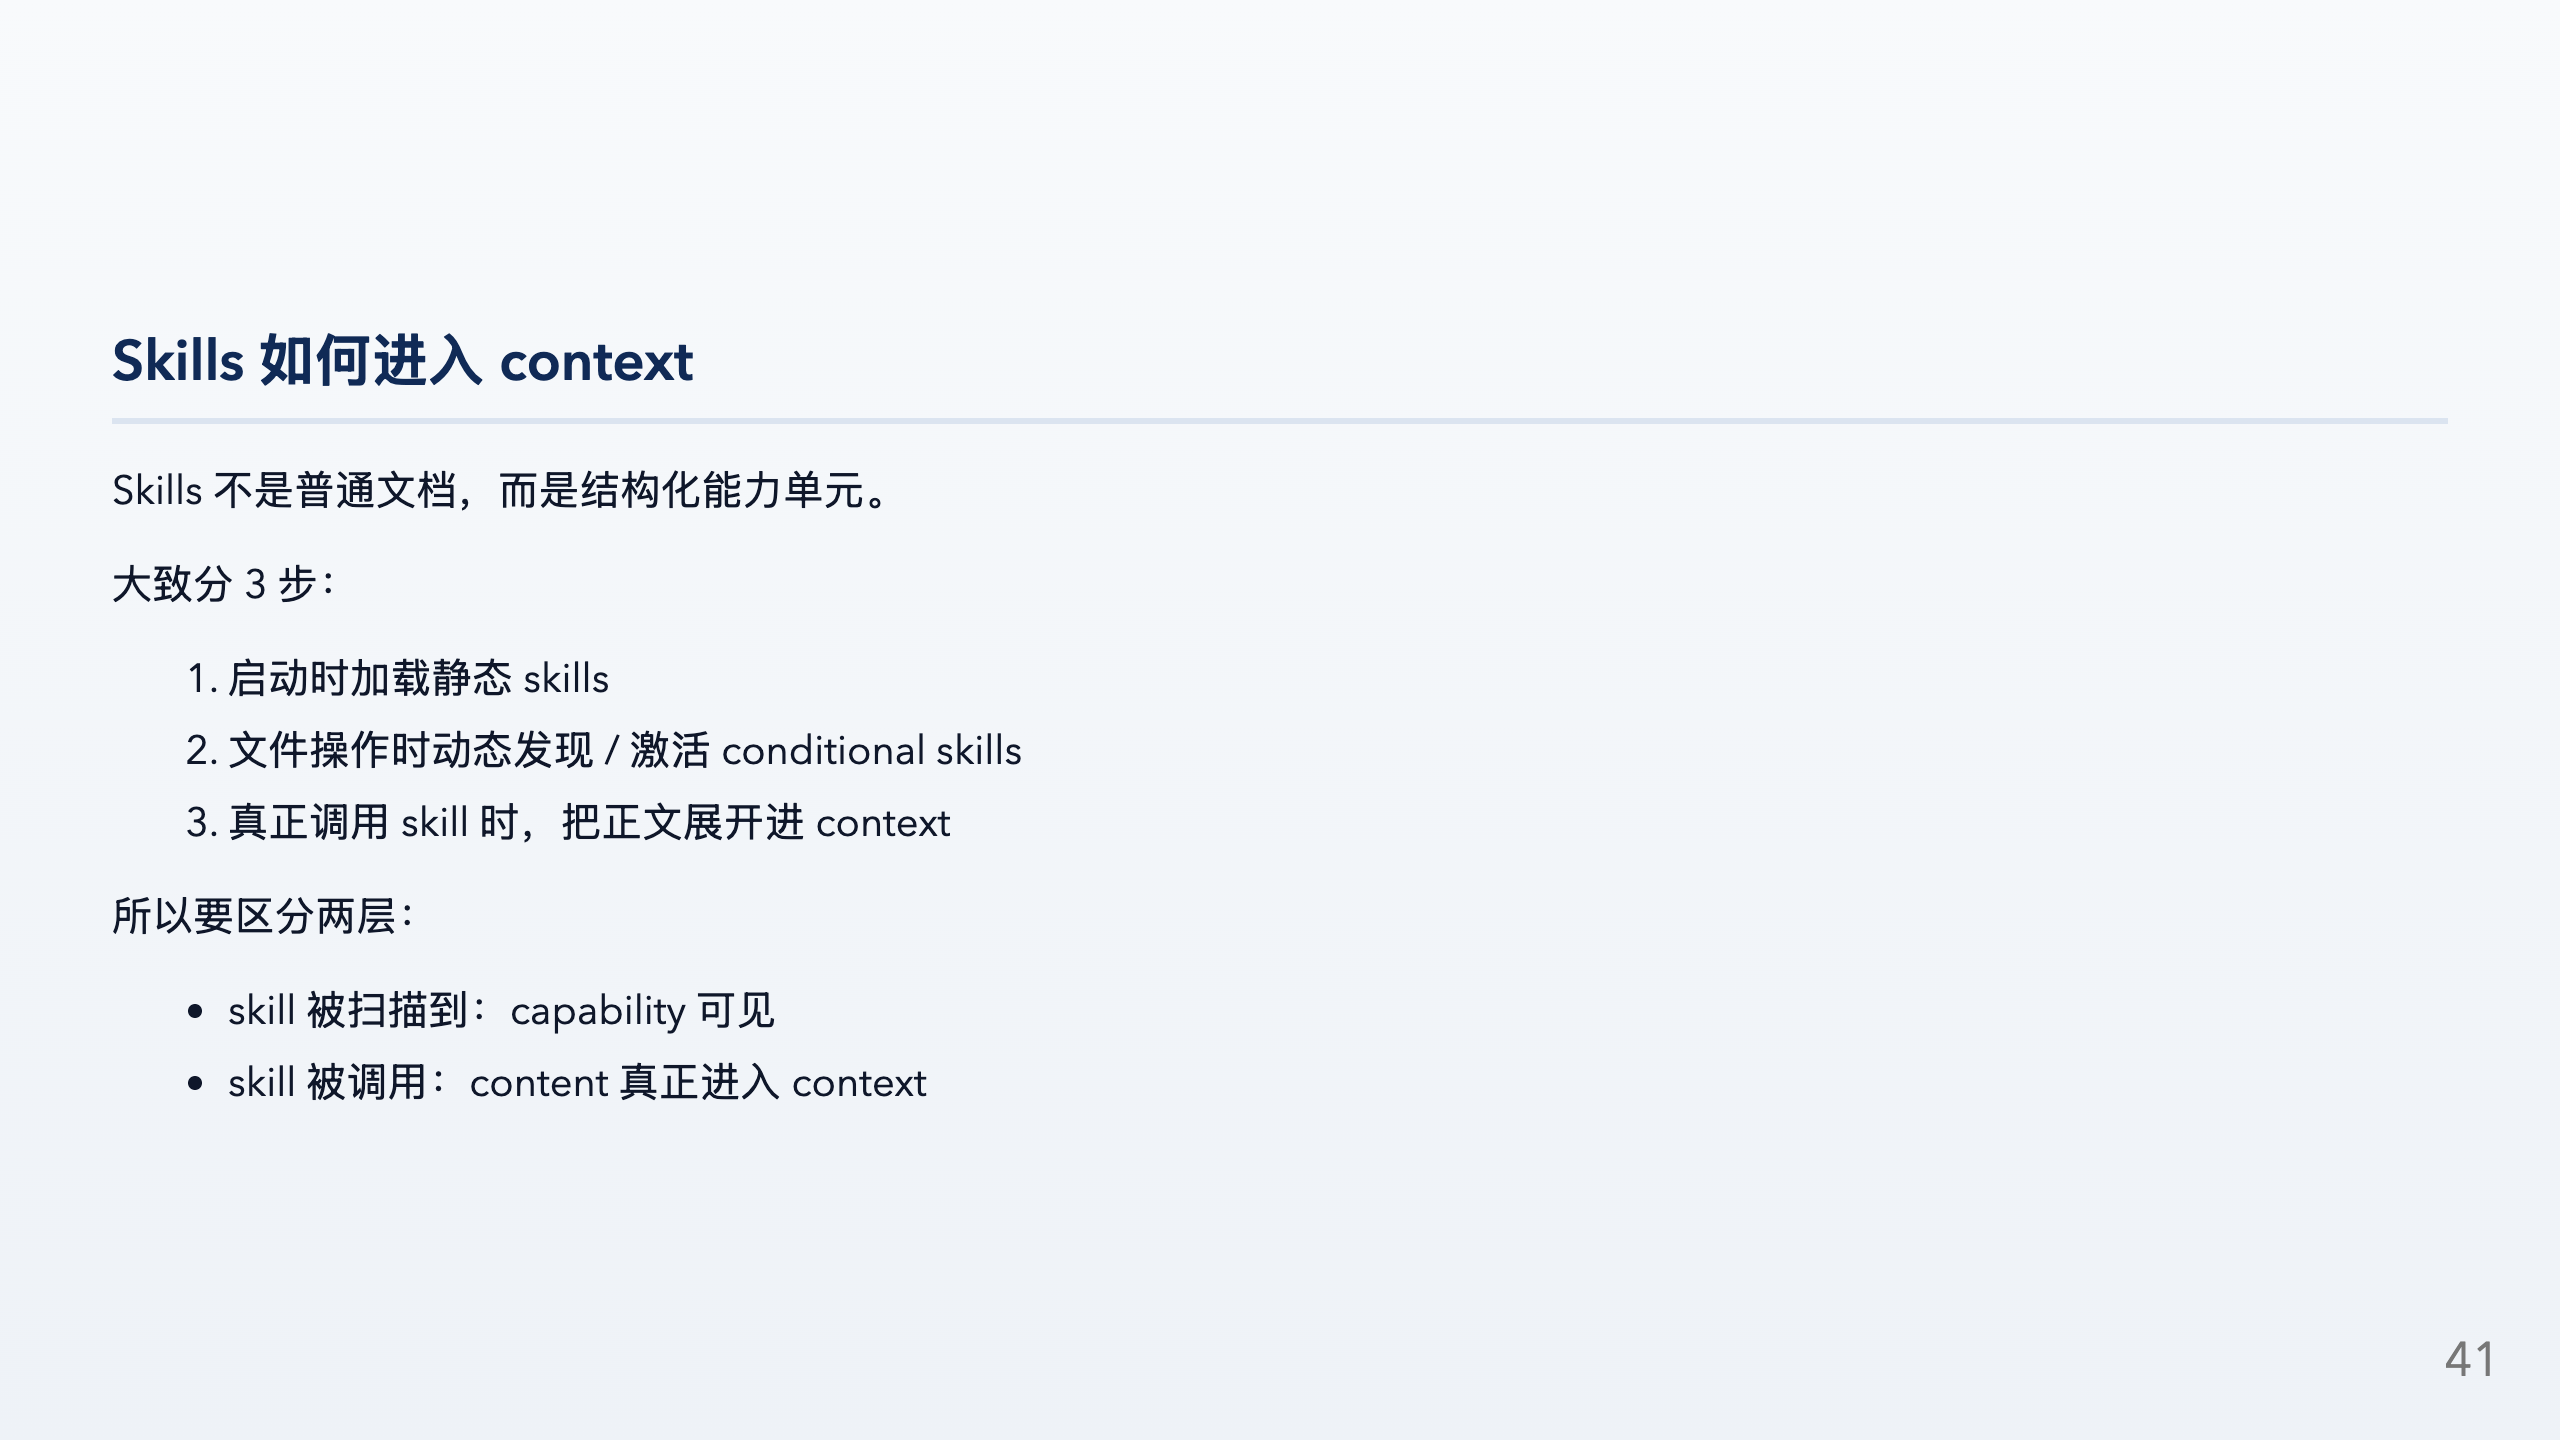 Skills 如何进入 context
Skills 不是普通文档，而是结构化能力单元。
大致分 3 步：
1. 启动时加载静态 skills
2. 文件操作时动态发现 / 激活 conditional skills
3. 真正调用 skill 时，把正文展开进 context
所以要区分两层：
• skill 被扫描到：capability 可见
• skill 被调用：content 真正进入 context
41